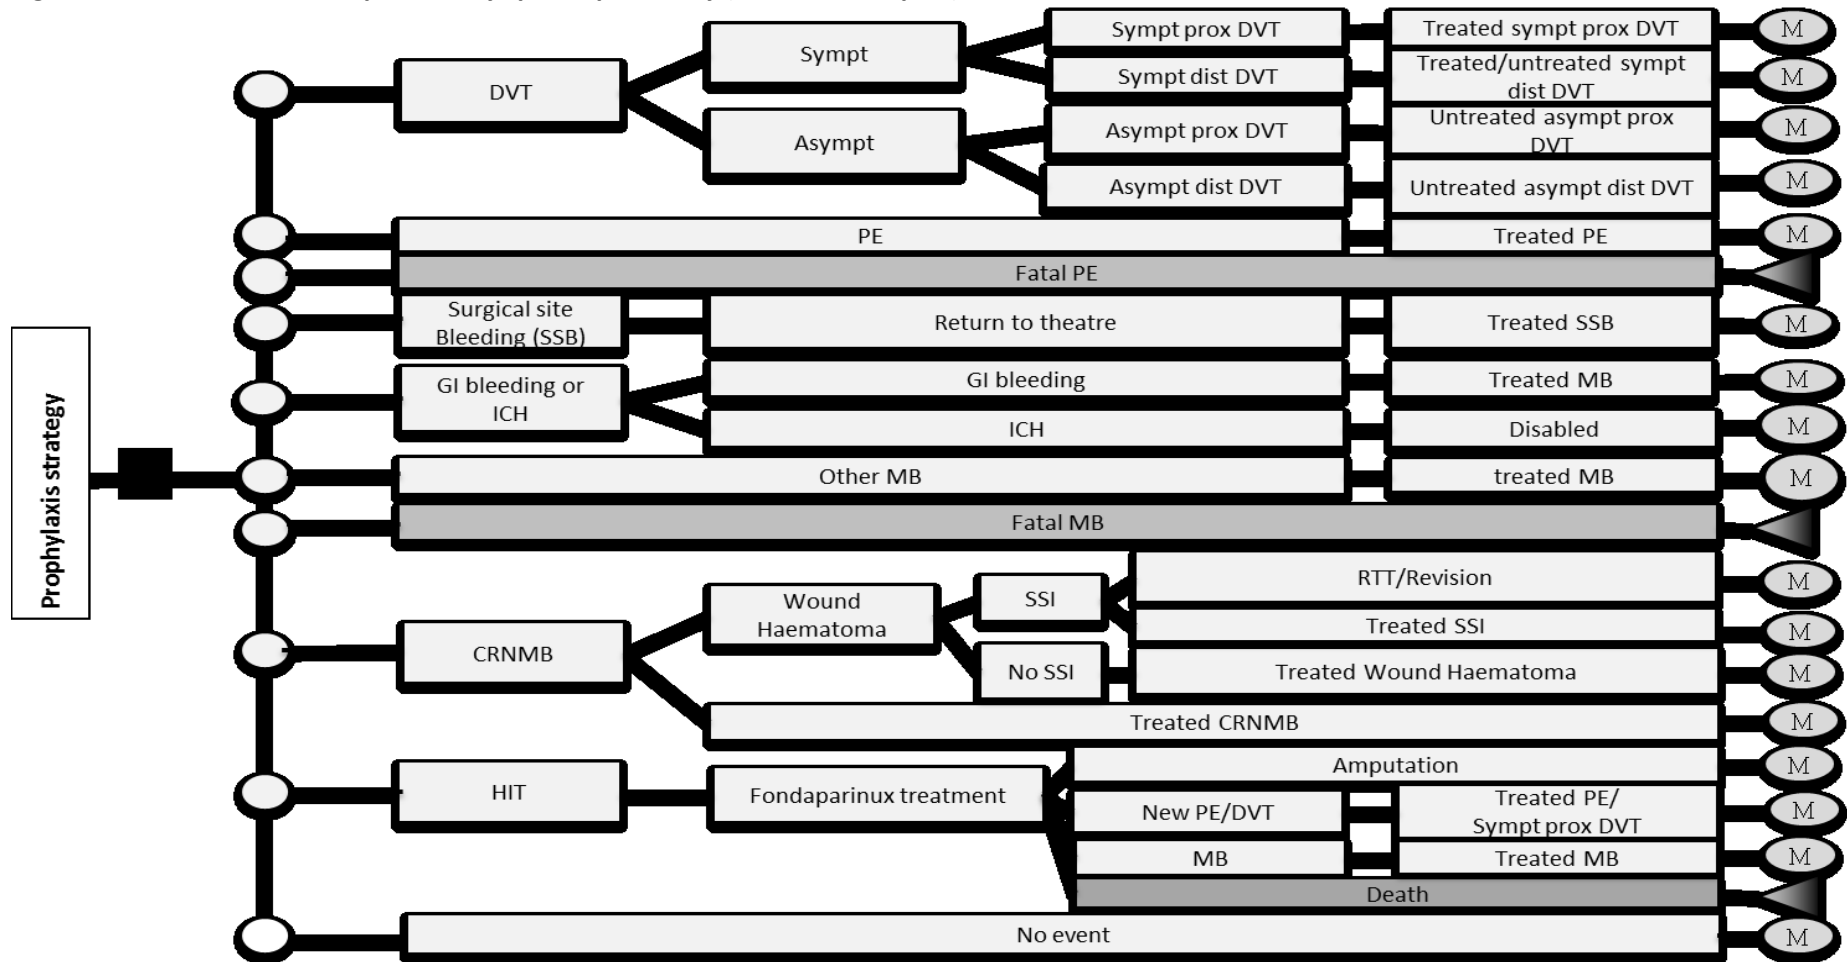 Sympt prox DVT
Treated sympt prox DVT
M
Sympt
Sympt dist DVT
Treated/untreated sympt
dist DVT
M
DVT
Asympt
Asympt prox DVT
Untreated asympt prox
DVT
M
Asympt dist DVT
Untreated asympt dist DVT
M
PE
Treated PE
M
Fatal PE
Surgical site
Bleeding (SSB)
Return to theatre
Treated SSB
M
GI bleeding or
ICH
GI bleeding
Treated MB
M
ICH
Disabled
M
Prophylaxis strategy
Other MB
treated MB
M
Fatal MB
CRNMB
Wound
Haematoma
SSI
RTT/Revision
M
Treated SSI
M
No SSI
Treated Wound Haematoma
M
Treated CRNMB
M
HIT
Fondaparinux treatment
Amputation
M
New PE/DVT
Treated PE/
Sympt prox DVT
M
MB
Treated MB
M
Death
No event
M